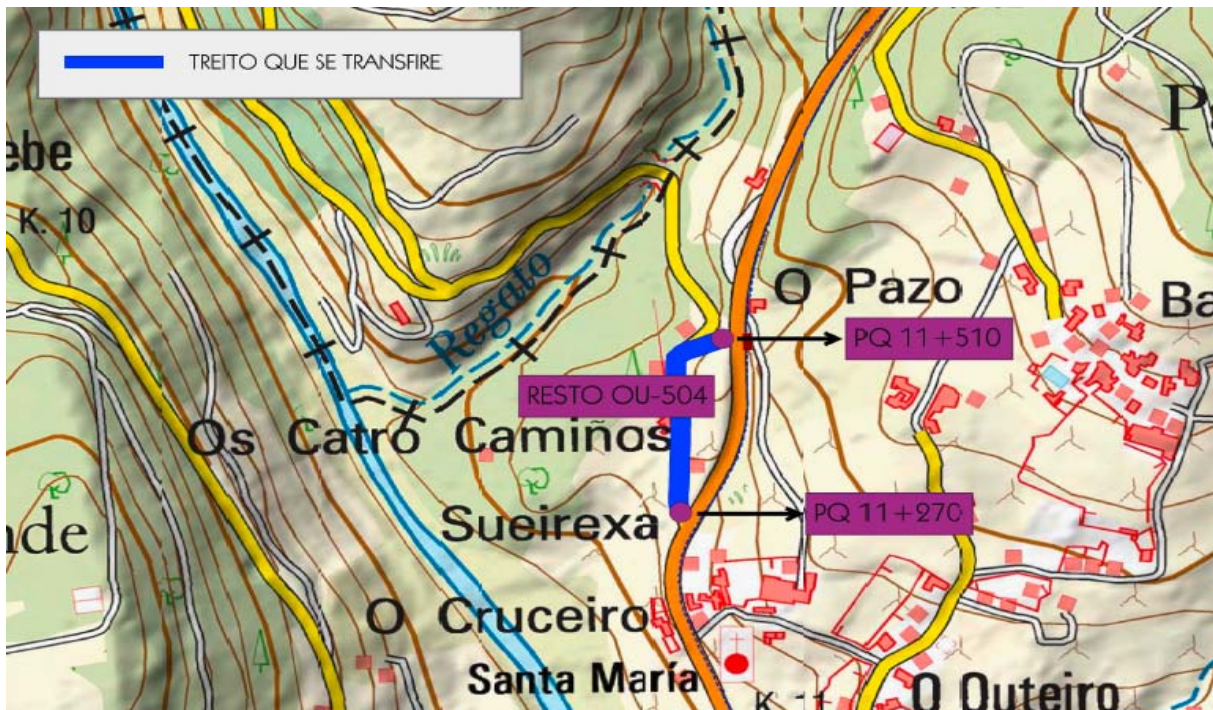 TREITO QUE SE TRANSFIRE
ebe
K. 10
Regato
O Pazo
Ba
PQ 11+510
RESTO OU-504
Os Catro Camiños
Sueirexa
PQ 11+270
nde
O Cruceiro
Santa María
K. 11
O Outeiro